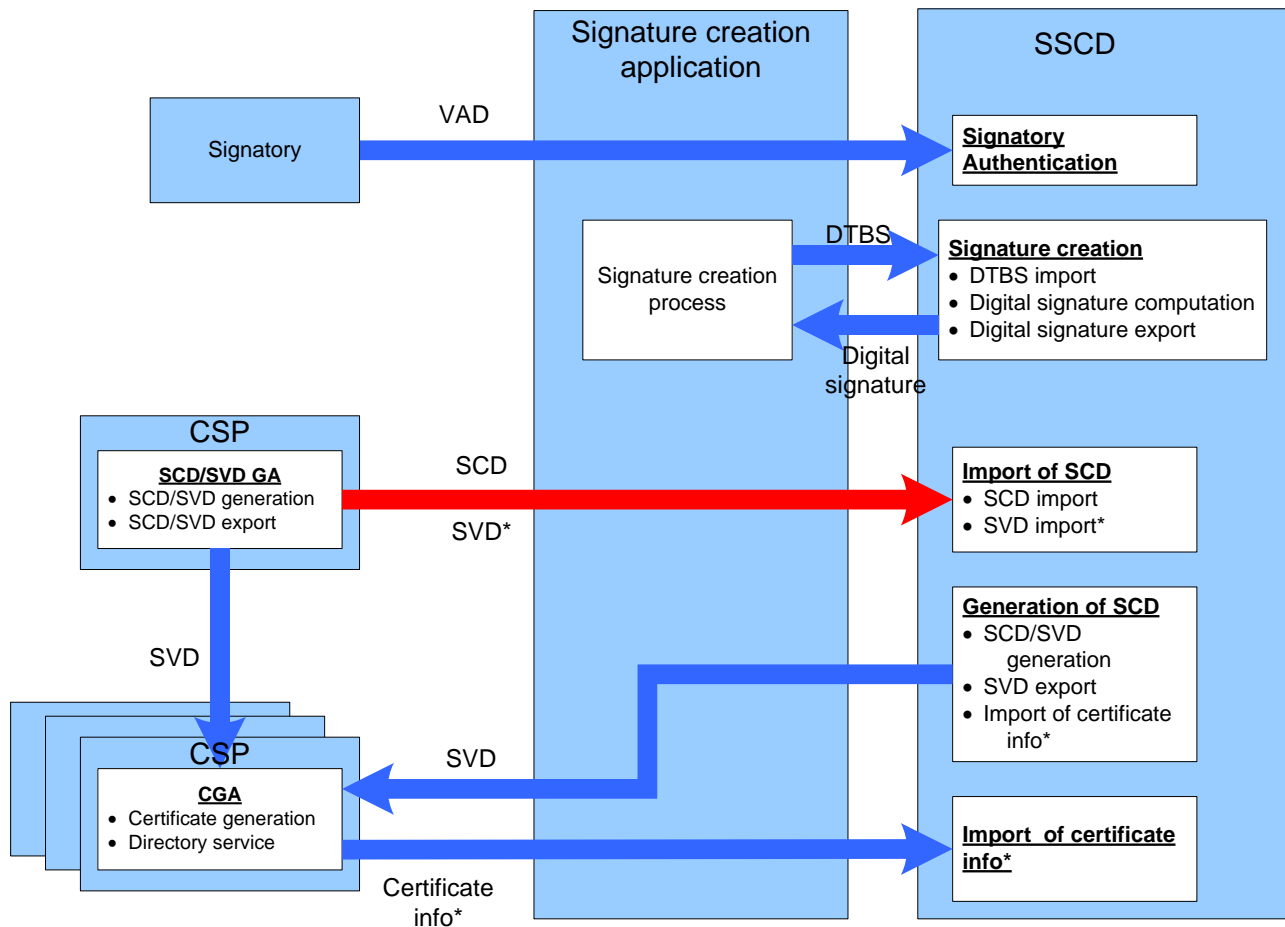 Signature creation
application
SSCD
VAD
Signatory
Signatory
Authentication
DTBS
Signature creation
process
Signature creation
• DTBS import
• Digital signature computation
• Digital signature export
Digital
signature
CSP
SCD/SVD GA
• SCD/SVD generation
• SCD/SVD export
SCD
SVD*
Import of SCD
• SCD import
• SVD import*
SVD
Generation of SCD
• SCD/SVD
generation
• SVD export
• Import of certificate
info*
CSP
CGA
• Certificate generation
• Directory service
SVD
Certificate
info*
Import of certificate
info*